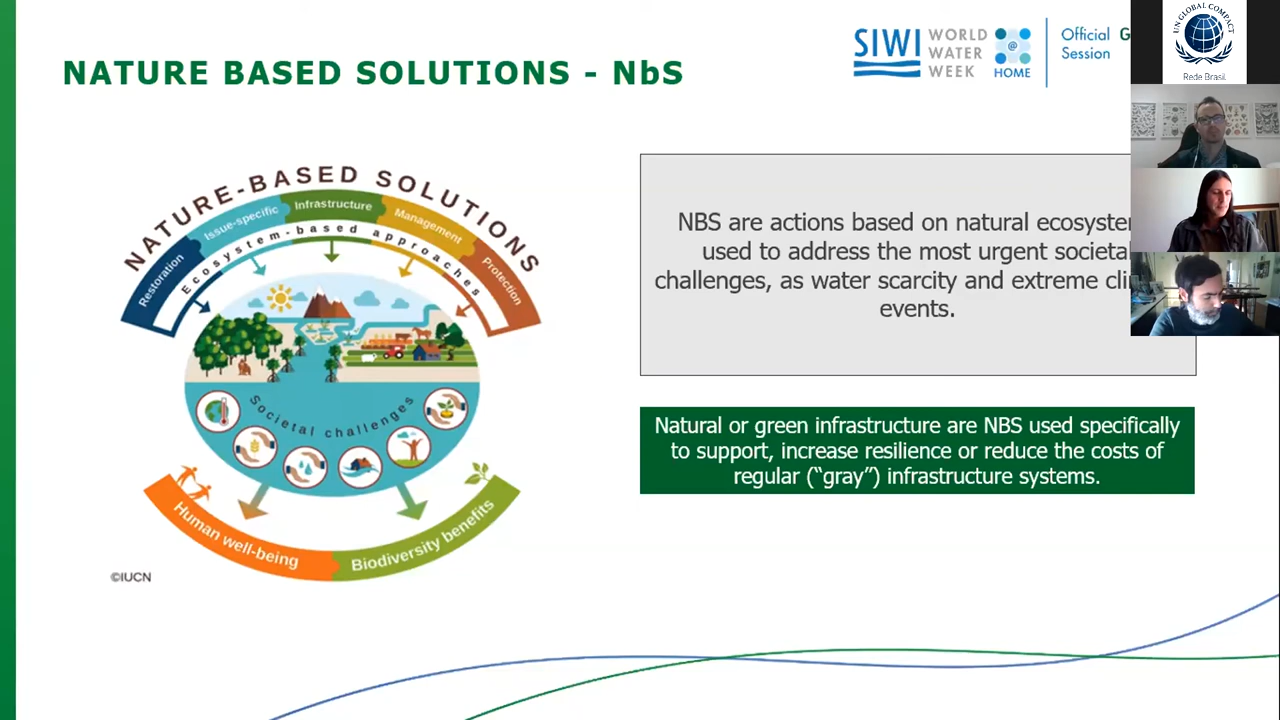 NATURE BASED SOLUTIONS - NbS
SIWI
WORLD
WATER
WEEK
@
HOME
Official G
Session
UN GLOBAL COMPACT
Rede Brasil
NATURE-BASED SOLUTIONS
Restoration
Issue-specific
Infrastructure
Management
Protection
Ecosystem-based approaches
Societal challenges
Human well-being
Biodiversity benefits
©IUCN
NBS are actions based on natural ecosystem
used to address the most urgent societal
challenges, as water scarcity and extreme cli
events.
Natural or green infrastructure are NBS used specifically
to support, increase resilience or reduce the costs of
regular (“gray”) infrastructure systems.